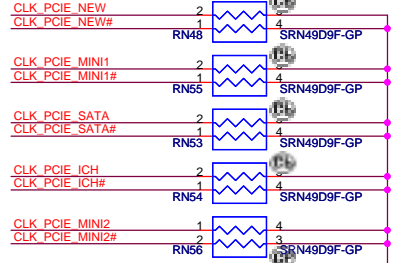 CLK_PCIE_NEW 2
CLK_PCIE_NEW# 1 4
RN48 SRN49D9F-GP
CLK_PCIE_MINI1 2
CLK_PCIE_MINI1# 1 4
RN55 SRN49D9F-GP
CLK_PCIE_SATA 2
CLK_PCIE_SATA# 1 4
RN53 SRN49D9F-GP
CLK_PCIE_ICH 2
CLK_PCIE_ICH# 1 4
RN54 SRN49D9F-GP
CLK_PCIE_MINI2 1 4
CLK_PCIE_MINI2# 2 3
RN56 SRN49D9F-GP